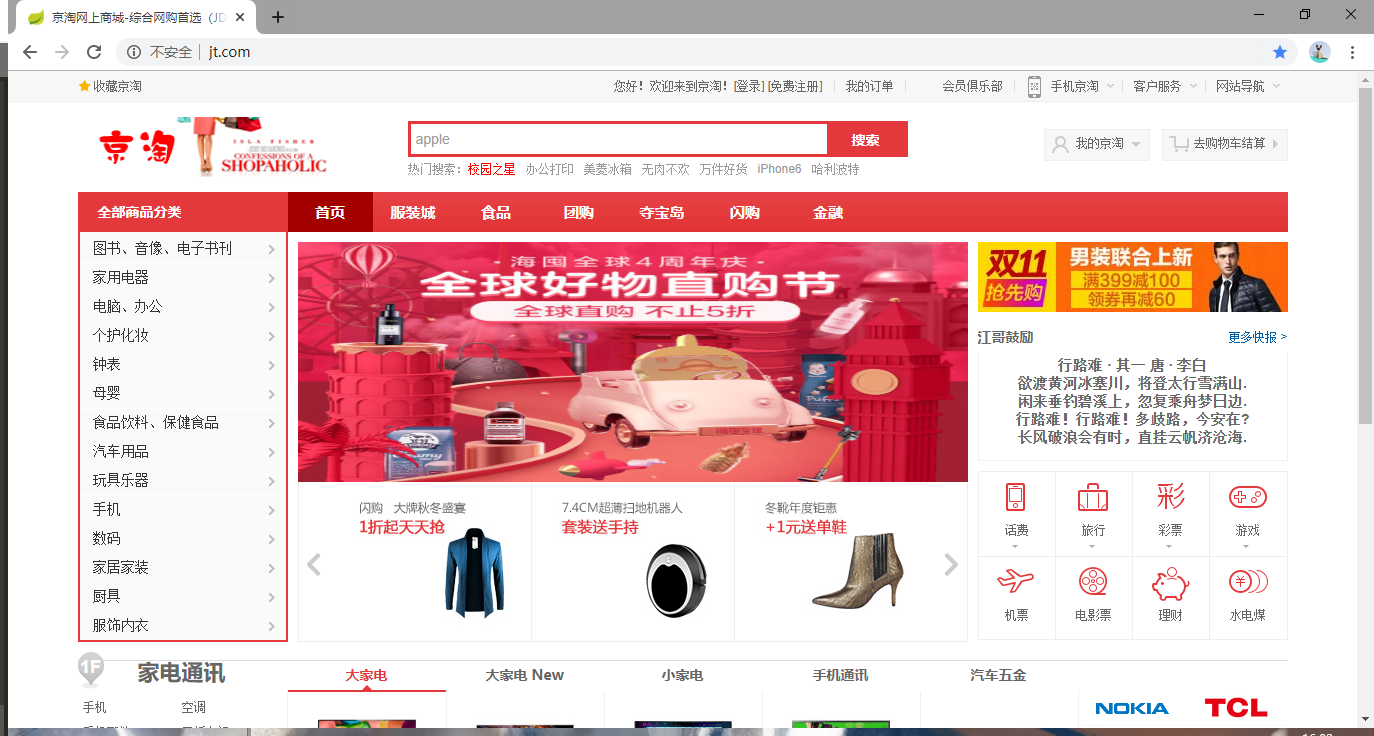 京淘网上商城-综合网购首选（JD
不安全 jt.com
收藏京淘
您好！欢迎来到京淘！[登录] [免费注册] 我的订单 会员俱乐部 手机京淘 客户服务 网站导航
京淘
ISLA FISHER
CONFESSIONS OF A
SHOPAHOLIC
apple
搜索
我的京淘
去购物车结算
热门搜索：校园之星 办公打印 美菱冰箱 无肉不欢 万件好货 iPhone6 哈利波特
全部商品分类 首页 服装城 食品 团购 夺宝岛 闪购 金融
图书、音像、电子书刊
家用电器
电脑、办公
个护化妆
钟表
母婴
食品饮料、保健食品
汽车用品
玩具乐器
手机
数码
家居家装
厨具
服饰内衣
·海囤全球4周年庆·
全球好物直购节
全球直购 不止5折
闪购 大牌秋冬盛宴
1折起天天抢
7.4CM超薄扫地机器人
套装送手持
冬靴年度钜惠
+1元送单鞋
双11
抢先购
男装联合上新
满399减100
领券再减60
江哥鼓励
更多快报 >
行路难 · 其一 唐 · 李白
欲渡黄河冰塞川，将登太行雪满山.
闲来垂钓碧溪上，忽复乘舟梦日边.
行路难！行路难！多歧路，今安在?
长风破浪会有时，直挂云帆济沧海.
彩
话费 旅行 彩票 游戏
机票 电影票 理财 水电煤
1F
家电通讯
大家电 大家电 New 小家电 手机通讯 汽车五金
手机 空调
NOKIA TCL